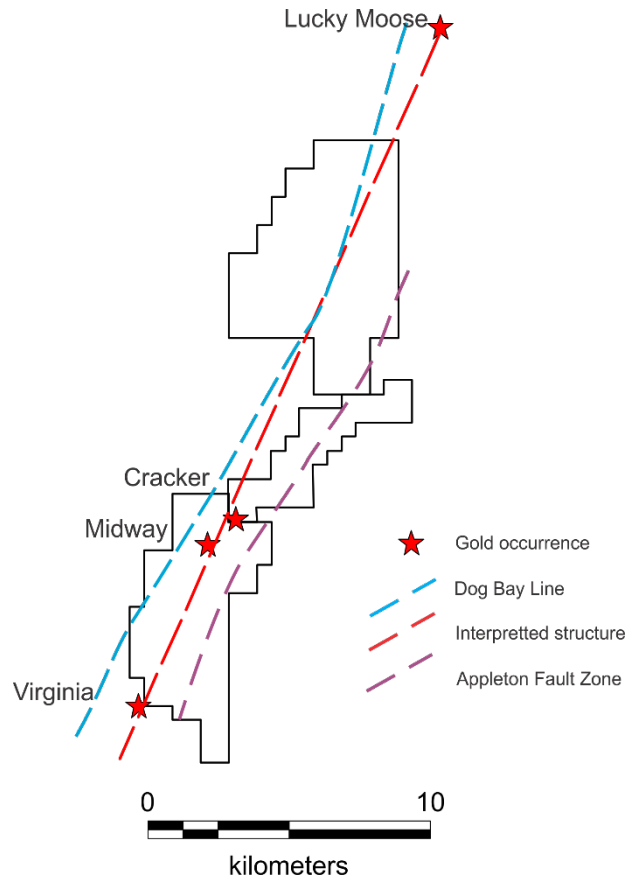 Lucky Moose
Cracker
Midway
Virginia
Gold occurrence
Dog Bay Line
Interpretted structure
Appleton Fault Zone
0 10
kilometers